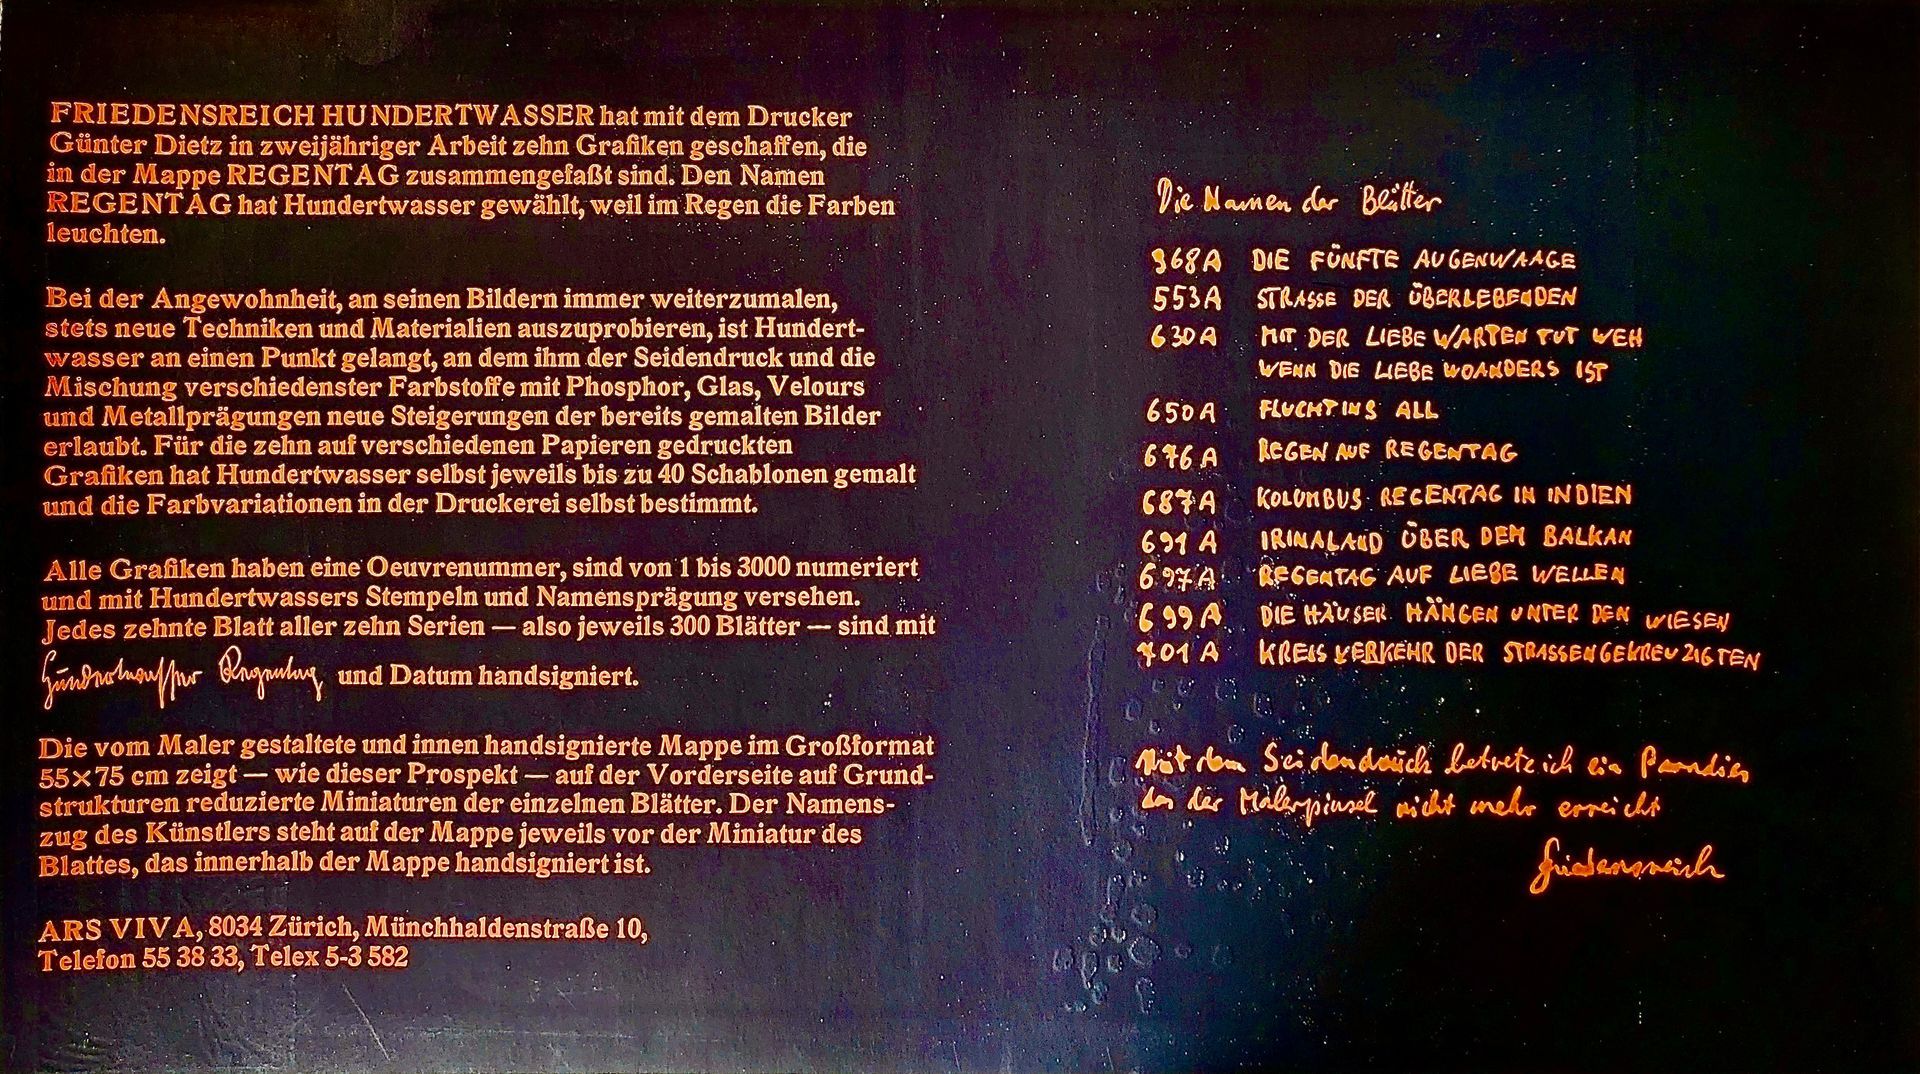 FRIEDENSREICH HUNDERTWASSER hat mit dem Drucker
Günter Dietz in zweijähriger Arbeit zehn Grafiken geschaffen, die
in der Mappe REGENTAG zusammengefaßt sind. Den Namen
REGENTAG hat Hundertwasser gewählt, weil im Regen die Farben
leuchten.
Bei der Angewohnheit, an seinen Bildern immer weiterzumalen,
stets neue Techniken und Materialien auszuprobieren, ist Hundert-
wasser an einen Punkt gelangt, an dem ihm der Seidendruck und die
Mischung verschiedenster Farbstoffe mit Phosphor, Glas, Velours
und Metallprägungen neue Steigerungen der bereits gemalten Bilder
erlaubt. Für die zehn auf verschiedenen Papieren gedruckten
Grafiken hat Hundertwasser selbst jeweils bis zu 40 Schablonen gemalt
und die Farbvariationen in der Druckerei selbst bestimmt.
Alle Grafiken haben eine Oeuvrenummer, sind von 1 bis 3000 numeriert
und mit Hundertwassers Stempeln und Namensprägung versehen.
Jedes zehnte Blatt aller zehn Serien — also jeweils 300 Blätter — sind mit
Hundertwasser Regentag und Datum handsigniert.
Die vom Maler gestaltete und innen handsignierte Mappe im Großformat
55×75 cm zeigt — wie dieser Prospekt — auf der Vorderseite auf Grund-
strukturen reduzierte Miniaturen der einzelnen Blätter. Der Namens-
zug des Künstlers steht auf der Mappe jeweils vor der Miniatur des
Blattes, das innerhalb der Mappe handsigniert ist.
ARS VIVA, 8034 Zürich, Münchhaldenstraße 10,
Telefon 55 38 33, Telex 5-3 582
Die Namen der Blätter
368A DIE FÜNFTE AUGENWAAGE
553A STRASSE DER ÜBERLEBENDEN
630A MIT DER LIEBE WARTEN TUT WEH
WENN DIE LIEBE WOANDERS IST
650A FLUCHT INS ALL
676A REGEN AUF REGENTAG
687A KOLUMBUS REGENTAG IN INDIEN
691A IRINALAND ÜBER DEM BALKAN
697A REGENTAG AUF LIEBE WELLEN
699A DIE HÄUSER HÄNGEN UNTER DEN WIESEN
701A KREISVERKEHR DER STRASSENGEKREUZIGTEN
Mit dem Seidendruck betrete ich ein Paradies
das der Malerpinsel nicht mehr erreicht
Friedensreich